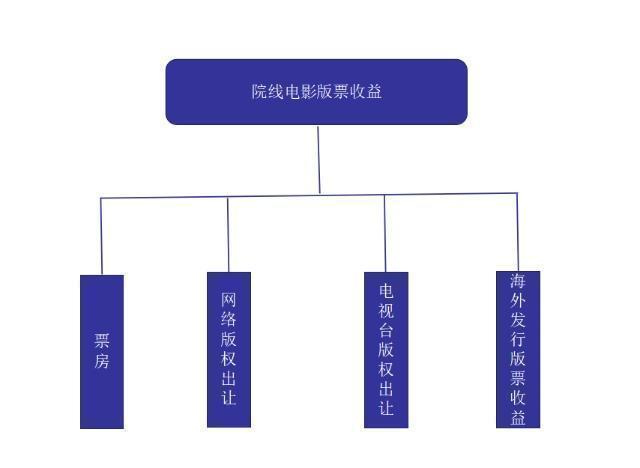 院线电影版票收益
票房
网络版权出让
电视台版权出让
海外发行版票收益